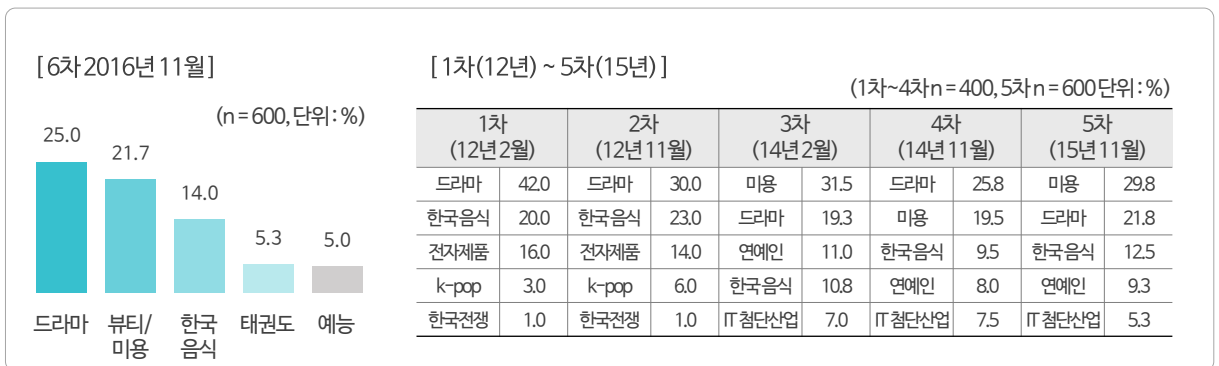 [ 6차 2016년 11월 ]
(n = 600, 단위 : %)
25.0
21.7
14.0
5.3
5.0
드라마 뷰티/ 한국 태권도 예능
미용 음식
[ 1차(12년) ~ 5차(15년) ]
(1차~4차 n = 400, 5차 n = 600 단위 : %)
1차 2차 3차 4차 5차
(12년 2월) (12년 11월) (14년 2월) (14년 11월) (15년 11월)
드라마 42.0 드라마 30.0 미용 31.5 드라마 25.8 미용 29.8
한국음식 20.0 한국음식 23.0 드라마 19.3 미용 19.5 드라마 21.8
전자제품 16.0 전자제품 14.0 연예인 11.0 한국음식 9.5 한국음식 12.5
k-pop 3.0 k-pop 6.0 한국음식 10.8 연예인 8.0 연예인 9.3
한국전쟁 1.0 한국전쟁 1.0 IT 첨단산업 7.0 IT 첨단산업 7.5 IT 첨단산업 5.3